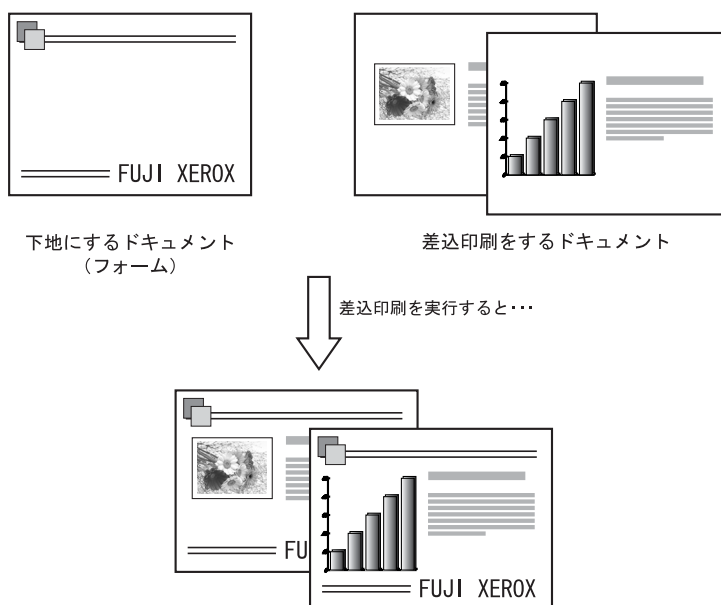 FUJI XEROX
下地にするドキュメント
（フォーム）
差込印刷をするドキュメント
差込印刷を実行すると･･･
FU
FUJI XEROX